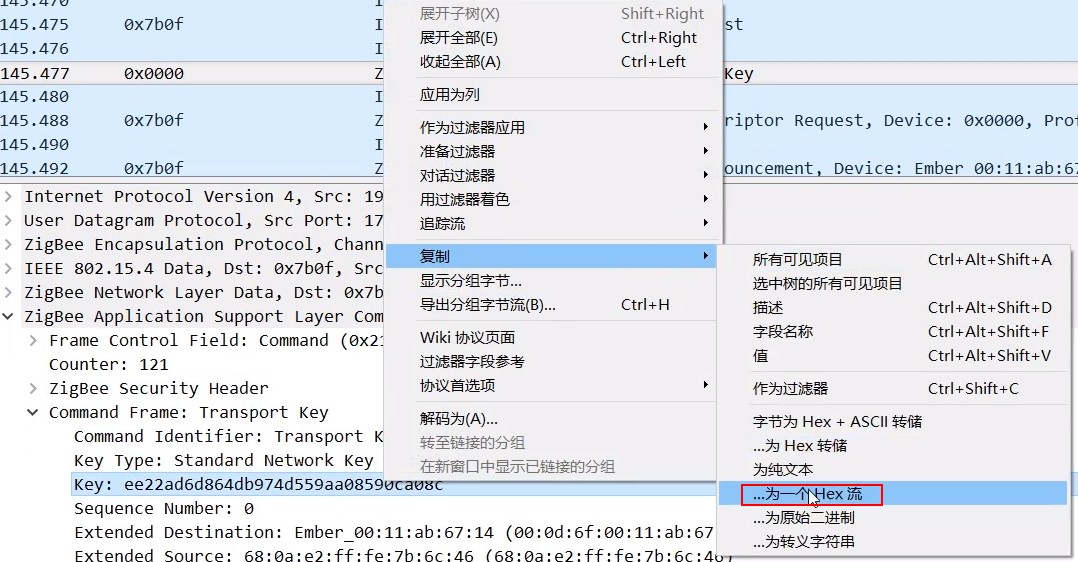 145.470
145.475 0x7b0f I st
145.476 I
145.477 0x0000 Z Key
145.480 I
145.488 0x7b0f Z riptor Request, Device: 0x0000, Prof
145.490 I
145.492 0x7b0f Z ouncement, Device: Ember 00:11:ab:67
展开子树(X) Shift+Right
展开全部(E) Ctrl+Right
收起全部(A) Ctrl+Left
应用为列
作为过滤器应用
准备过滤器
对话过滤器
用过滤器着色
追踪流
复制
显示分组字节...
导出分组字节流(B)... Ctrl+H
Wiki 协议页面
过滤器字段参考
协议首选项
解码为(A)...
转至链接的分组
在新窗口中显示已链接的分组
所有可见项目 Ctrl+Alt+Shift+A
选中树的所有可见项目
描述 Ctrl+Alt+Shift+D
字段名称 Ctrl+Alt+Shift+F
值 Ctrl+Alt+Shift+V
作为过滤器 Ctrl+Shift+C
字节为 Hex + ASCII 转储
...为 Hex 转储
为纯文本
...为一个 Hex 流
...为原始二进制
...为转义字符串
Internet Protocol Version 4, Src: 19
User Datagram Protocol, Src Port: 17
ZigBee Encapsulation Protocol, Chann
IEEE 802.15.4 Data, Dst: 0x7b0f, Src
ZigBee Network Layer Data, Dst: 0x7b
ZigBee Application Support Layer Com
Frame Control Field: Command (0x21
Counter: 121
ZigBee Security Header
Command Frame: Transport Key
Command Identifier: Transport K
Key Type: Standard Network Key
Key: ee22ad6d864db974d559aa08590ca08c
Sequence Number: 0
Extended Destination: Ember_00:11:ab:67:14 (00:0d:6f:00:11:ab:67
Extended Source: 68:0a:e2:ff:fe:7b:6c:46 (68:0a:e2:ff:fe:7b:6c:46)